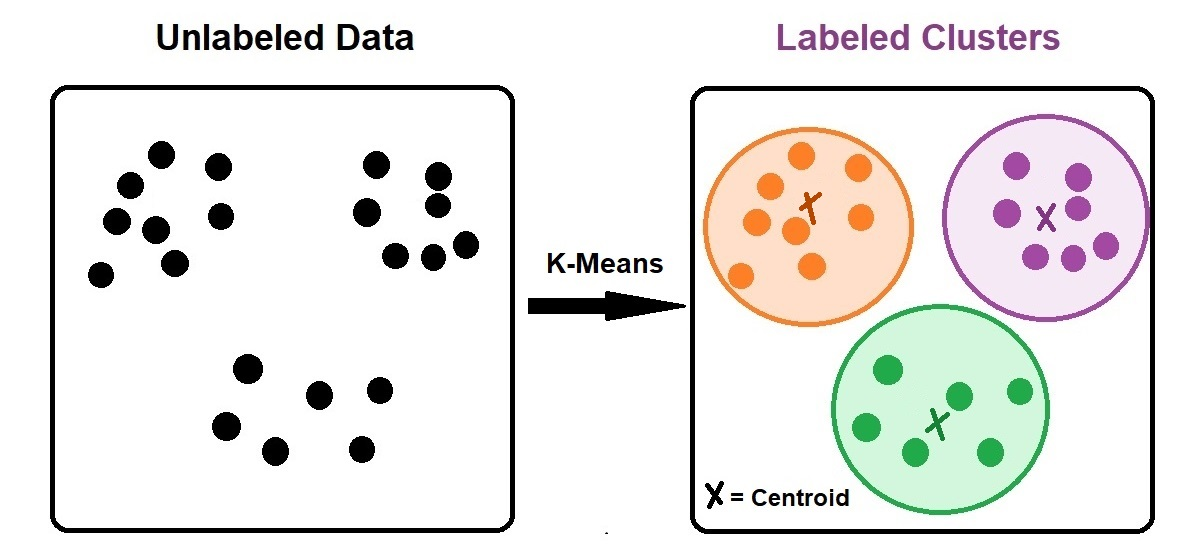 Unlabeled Data
Labeled Clusters
K-Means
X = Centroid